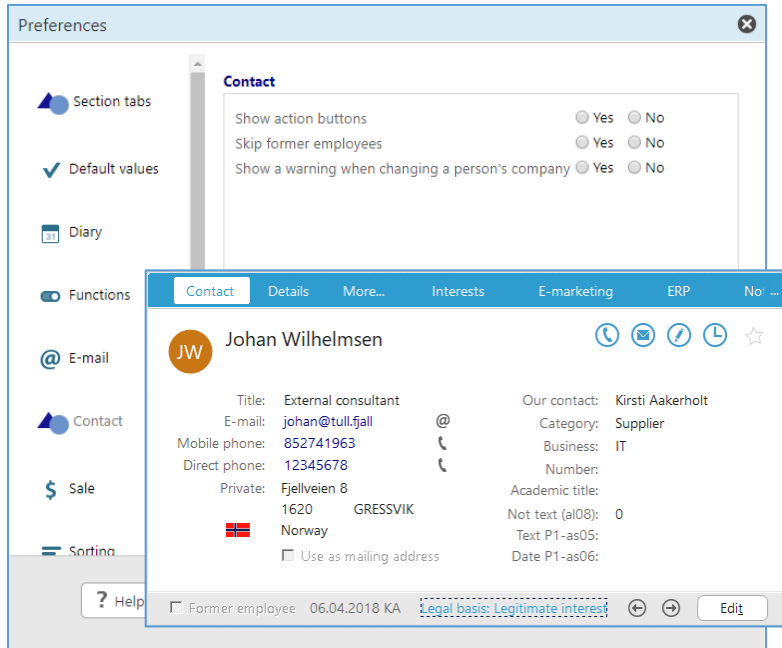 Preferences
Section tabs
Default values
31
Diary
Functions
@ E-mail
Contact
$ Sale
Sorting
? Help
Contact
Show action buttons Yes No
Skip former employees Yes No
Show a warning when changing a person's company Yes No
Contact Details More... Interests E-marketing ERP No ...
JW Johan Wilhelmsen
Title: External consultant
E-mail: johan@tull.fjall @
Mobile phone: 852741963
Direct phone: 12345678
Private: Fjellveien 8
1620 GRESSVIK
Norway
Use as mailing address
Our contact: Kirsti Aakerholt
Category: Supplier
Business: IT
Number:
Academic title:
Not text (al08): 0
Text P1-as05:
Date P1-as06:
Former employee 06.04.2018 KA Legal basis: Legitimate interest Edit